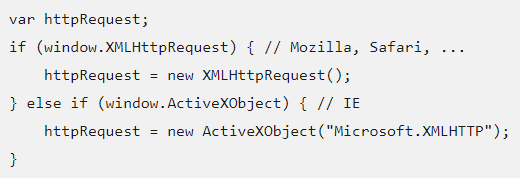 var httpRequest;
if (window.XMLHttpRequest) { // Mozilla, Safari, ...
    httpRequest = new XMLHttpRequest();
} else if (window.ActiveXObject) { // IE
    httpRequest = new ActiveXObject("Microsoft.XMLHTTP");
}